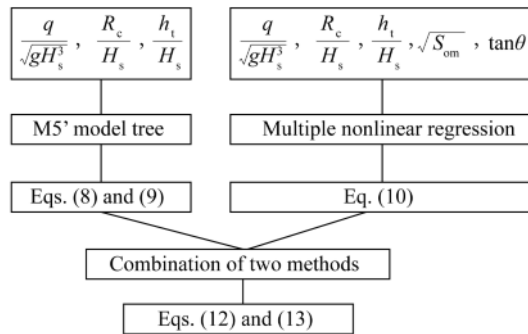 q/√gH_s^3 , R_c/H_s , h_t/H_s
q/√gH_s^3 , R_c/H_s , h_t/H_s , √S_om , tanθ
M5' model tree
Multiple nonlinear regression
Eqs. (8) and (9)
Eq. (10)
Combination of two methods
Eqs. (12) and (13)